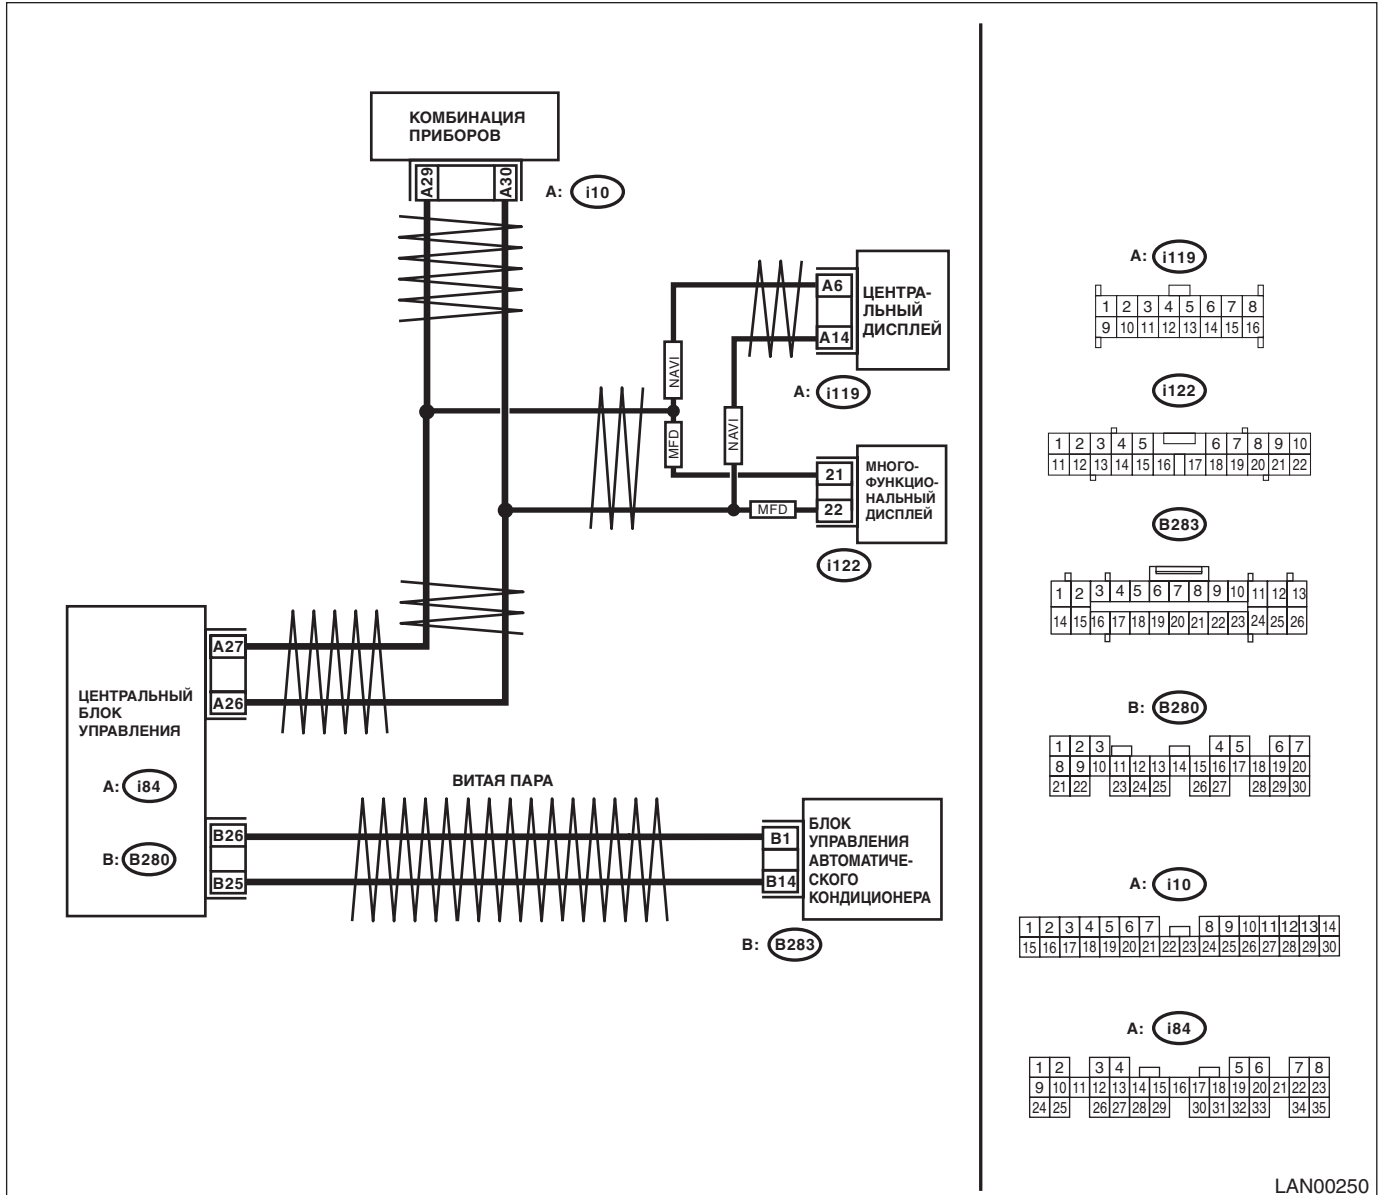 КОМБИНАЦИЯ
ПРИБОРОВ
A29
A30
A: i10
A6
A14
ЦЕНТРА-
ЛЬНЫЙ
ДИСПЛЕЙ
A: i119
NAVI
MFD
NAVI
MFD
21
22
МНОГО-
ФУНКЦИО-
НАЛЬНЫЙ
ДИСПЛЕЙ
i122
ЦЕНТРАЛЬНЫЙ
БЛОК
УПРАВЛЕНИЯ
A: i84
B: B280
A27
A26
B26
B25
ВИТАЯ ПАРА
B1
B14
БЛОК
УПРАВЛЕНИЯ
АВТОМАТИЧЕ-
СКОГО
КОНДИЦИОНЕРА
B: B283
A: i119
1 2 3 4 5 6 7 8
9 10 11 12 13 14 15 16
i122
1 2 3 4 5 6 7 8 9 10
11 12 13 14 15 16 17 18 19 20 21 22
B283
1 2 3 4 5 6 7 8 9 10 11 12 13
14 15 16 17 18 19 20 21 22 23 24 25 26
B: B280
1 2 3 4 5 6 7
8 9 10 11 12 13 14 15 16 17 18 19 20
21 22 23 24 25 26 27 28 29 30
A: i10
1 2 3 4 5 6 7 8 9 10 11 12 13 14
15 16 17 18 19 20 21 22 23 24 25 26 27 28 29 30
A: i84
1 2 3 4 5 6 7 8
9 10 11 12 13 14 15 16 17 18 19 20 21 22 23
24 25 26 27 28 29 30 31 32 33 34 35
LAN00250